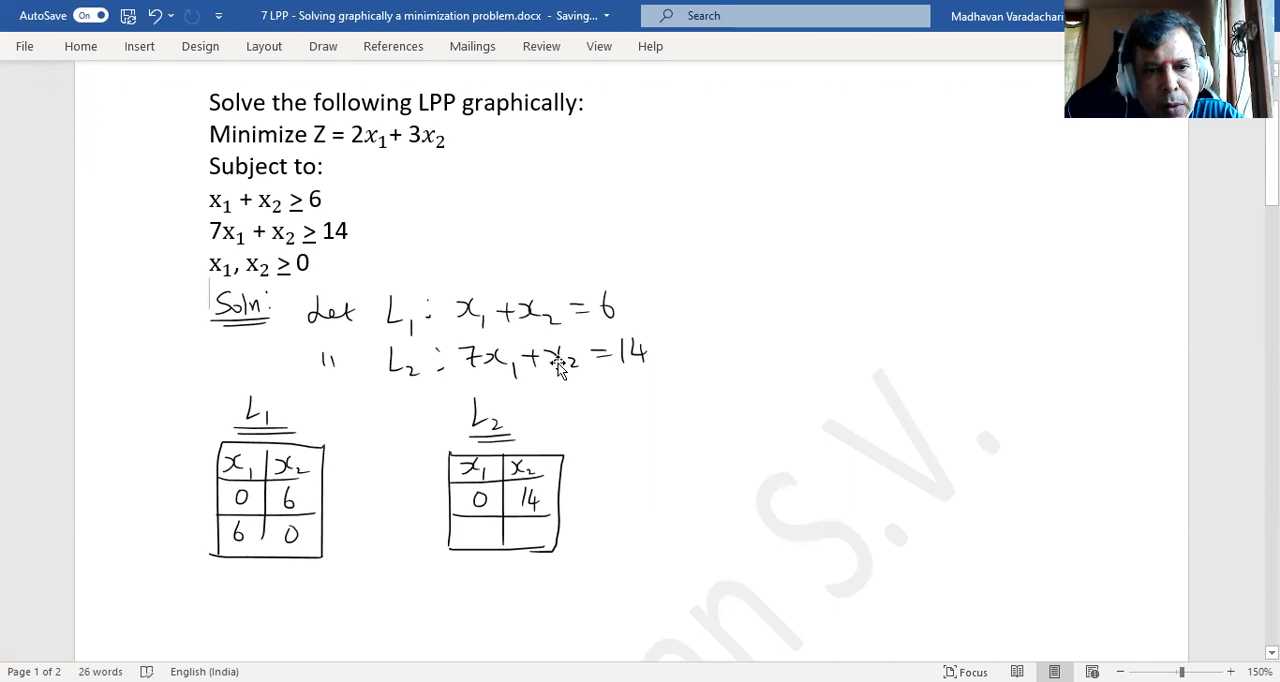 AutoSave On 7 LPP - Solving graphically a minimization problem.docx - Saving... Search Madhavan Varadachari
File Home Insert Design Layout Draw References Mailings Review View Help
Solve the following LPP graphically:
Minimize Z = 2x₁+ 3x₂
Subject to:
x₁ + x₂ ≥ 6
7x₁ + x₂ ≥ 14
x₁, x₂ ≥ 0
Soln: Let L₁ : x₁ + x₂ = 6
" L₂ : 7x₁ + x₂ = 14
L₁ L₂
x₁ x₂ x₁ x₂
0 6 0 14
6 0
an S.V.
Page 1 of 2 26 words English (India) Focus 150%